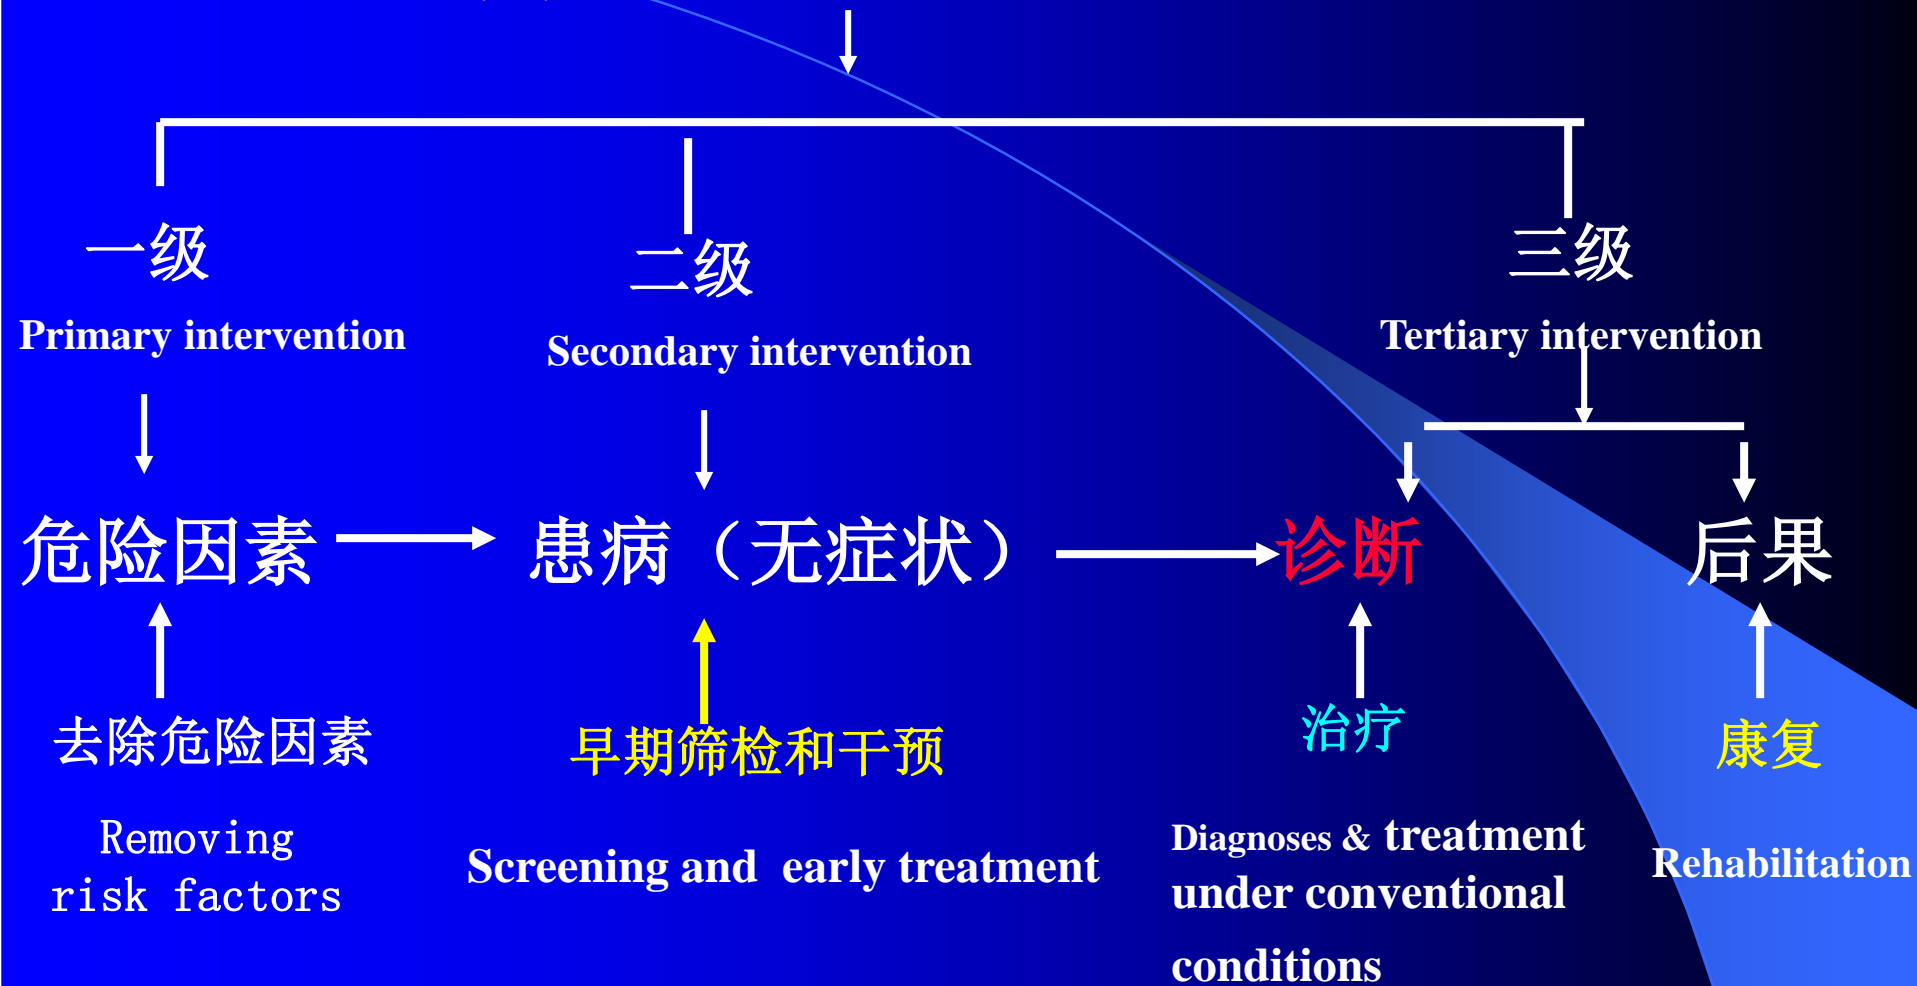 一级
二级
三级
Primary intervention
Secondary intervention
Tertiary intervention
危险因素
患病（无症状）
诊断
后果
去除危险因素
早期筛检和干预
治疗
康复
Removing
risk factors
Screening and early treatment
Diagnoses & treatment
under conventional
conditions
Rehabilitation